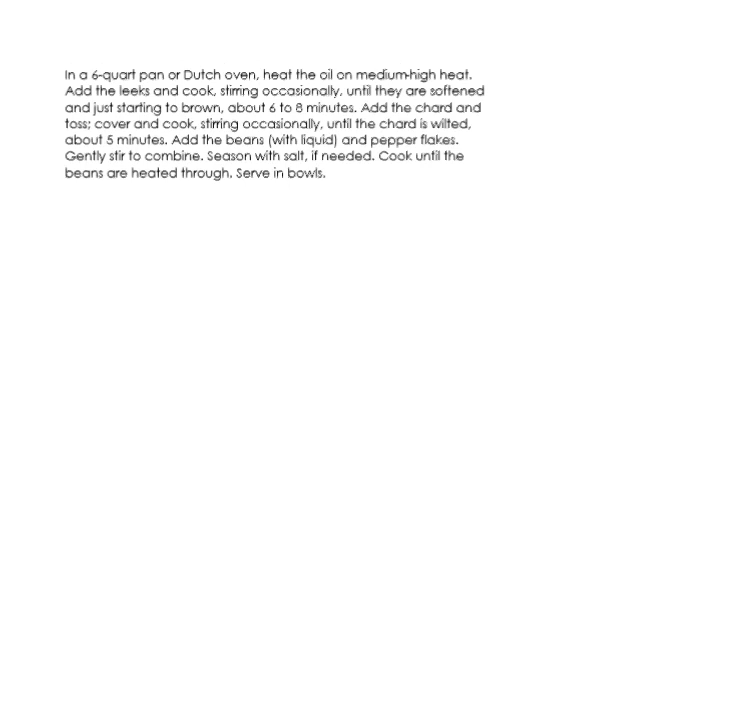 In a 6-quart pan or Dutch oven, heat the oil on medium-high heat.
Add the leeks and cook, stirring occasionally, until they are softened
and just starting to brown, about 6 to 8 minutes. Add the chard and
toss; cover and cook, stirring occasionally, until the chard is wilted,
about 5 minutes. Add the beans (with liquid) and pepper flakes.
Gently stir to combine. Season with salt, if needed. Cook until the
beans are heated through. Serve in bowls.